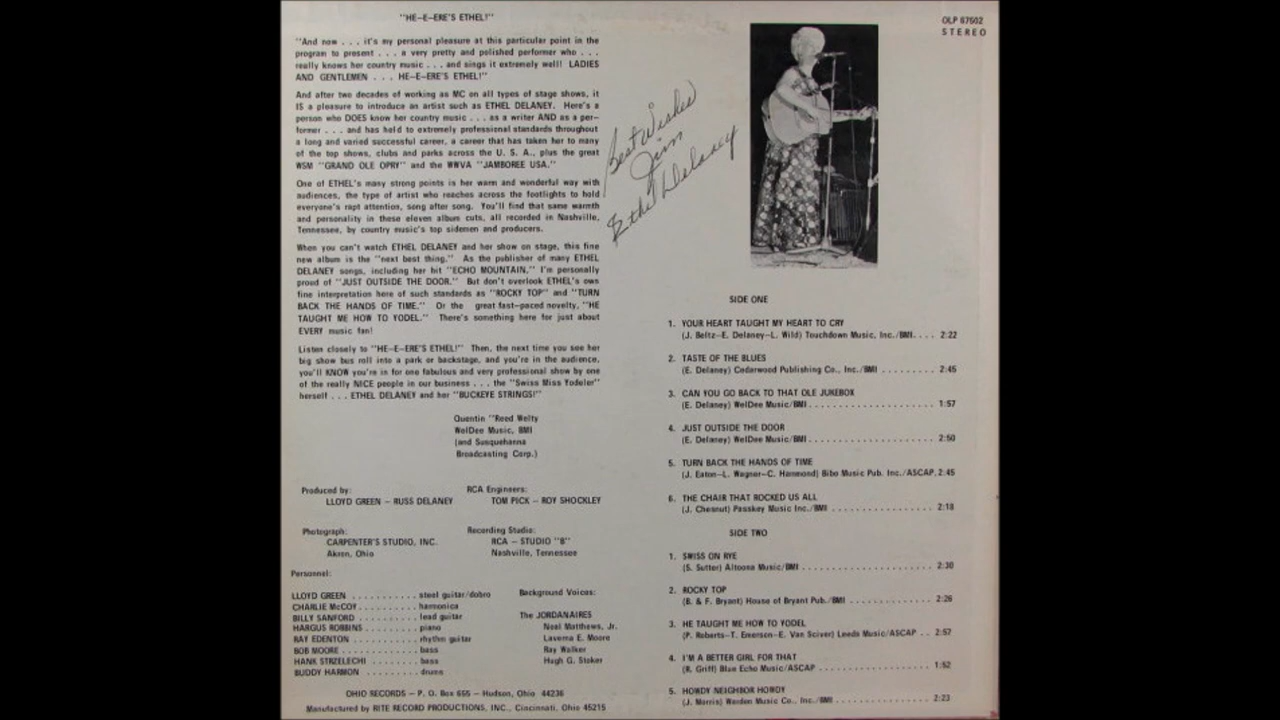 "HE-E-ERE'S ETHEL!"
"And now . . . it's my personal pleasure at this particular point in the
program to present . . . a very pretty and polished performer who . . .
really knows her country music . . . and sings it extremely well! LADIES
AND GENTLEMEN . . . HE-E-ERE'S ETHEL!"
And after two decades of working as MC on all types of stage shows, it
IS a pleasure to introduce an artist such as ETHEL DELANEY. Here's a
person who DOES know her country music . . . as a writer AND as a per-
former . . . and has held to extremely professional standards throughout
a long and varied successful career, a career that has taken her to many
of the top shows, clubs and parks across the U. S. A., plus the great
WSM "GRAND OLE OPRY" and the WWVA "JAMBOREE USA."
One of ETHEL's many strong points is her warm and wonderful way with
audiences, the type of artist who reaches across the footlights to hold
everyone's rapt attention, song after song. You'll find that same warmth
and personality in these eleven album cuts, all recorded in Nashville,
Tennessee, by country music's top sidemen and producers.
When you can't watch ETHEL DELANEY and her show on stage, this fine
new album is the "next best thing." As the publisher of many ETHEL
DELANEY songs, including her hit "ECHO MOUNTAIN," I'm personally
proud of "JUST OUTSIDE THE DOOR." But don't overlook ETHEL's own
fine interpretation here of such standards as "ROCKY TOP" and "TURN
BACK THE HANDS OF TIME." Or the great fast-paced novelty, "HE
TAUGHT ME HOW TO YODEL." There's something here for just about
EVERY music fan!
Listen closely to "HE-E-ERE'S ETHEL!" Then, the next time you see her
big show bus roll into a park or backstage, and you're in the audience,
you'll KNOW you're in for one fabulous and very professional show by one
of the really NICE people in our business . . . the "Swiss Miss Yodeler"
herself . . . ETHEL DELANEY and her "BUCKEYE STRINGS!"
Quentin "Reed Welty
WelDee Music, BMI
(and Susquehanna
Broadcasting Corp.)
Produced by:
LLOYD GREEN - RUSS DELANEY
RCA Engineers:
TOM PICK - ROY SHOCKLEY
Photograph:
CARPENTER'S STUDIO, INC.
Akron, Ohio
Recording Studio:
RCA - STUDIO "B"
Nashville, Tennessee
Personnel:
LLOYD GREEN . . . . . . . . . . steel guitar/dobro
CHARLIE McCOY . . . . . . . . . harmonica
BILLY SANFORD . . . . . . . . . lead guitar
HARGUS ROBBINS . . . . . . . . piano
RAY EDENTON . . . . . . . . . . rhythm guitar
BOB MOORE . . . . . . . . . . . bass
HANK STRZELECHI . . . . . . . bass
BUDDY HARMON . . . . . . . . . drums
Background Voices:
The JORDANAIRES
Neal Matthews, Jr.
Laverna E. Moore
Ray Walker
Hugh G. Stoker
OHIO RECORDS - P. O. Box 655 - Hudson, Ohio 44236
Manufactured by RITE RECORD PRODUCTIONS, INC., Cincinnati, Ohio 45215
Best Wishes
Jim
Ethel Delaney
OLP 67502
STEREO
SIDE ONE
1. YOUR HEART TAUGHT MY HEART TO CRY
(J. Beltz-E. Delaney-L. Wild) Touchdown Music, Inc./BMI. . . . 2:22
2. TASTE OF THE BLUES
(E. Delaney) Cedarwood Publishing Co., Inc./BMI . . . . . . . . . 2:45
3. CAN YOU GO BACK TO THAT OLE JUKEBOX
(E. Delaney) WelDee Music/BMI . . . . . . . . . . . . . . . . . . . 1:57
4. JUST OUTSIDE THE DOOR
(E. Delaney) WelDee Music/BMI . . . . . . . . . . . . . . . . . . . 2:50
5. TURN BACK THE HANDS OF TIME
(J. Eaton-L. Wagner-C. Hammond) Bibo Music Pub. Inc./ASCAP. 2:45
6. THE CHAIR THAT ROCKED US ALL
(J. Chesnut) Passkey Music Inc./BMI . . . . . . . . . . . . . . . 2:18
SIDE TWO
1. SWISS ON RYE
(S. Sutter) Altoona Music/BMI . . . . . . . . . . . . . . . . . . . . 2:30
2. ROCKY TOP
(B. & F. Bryant) House of Bryant Pub./BMI . . . . . . . . . . . . . 2:26
3. HE TAUGHT ME HOW TO YODEL
(P. Roberts-T. Emerson-E. Van Sciver) Leeds Music/ASCAP . . 2:57
4. I'M A BETTER GIRL FOR THAT
(R. Griff) Blue Echo Music/ASCAP . . . . . . . . . . . . . . . . . . 1:52
5. HOWDY NEIGHBOR HOWDY
(J. Morris) Warden Music Co., Inc./BMI . . . . . . . . . . . . . . 2:23